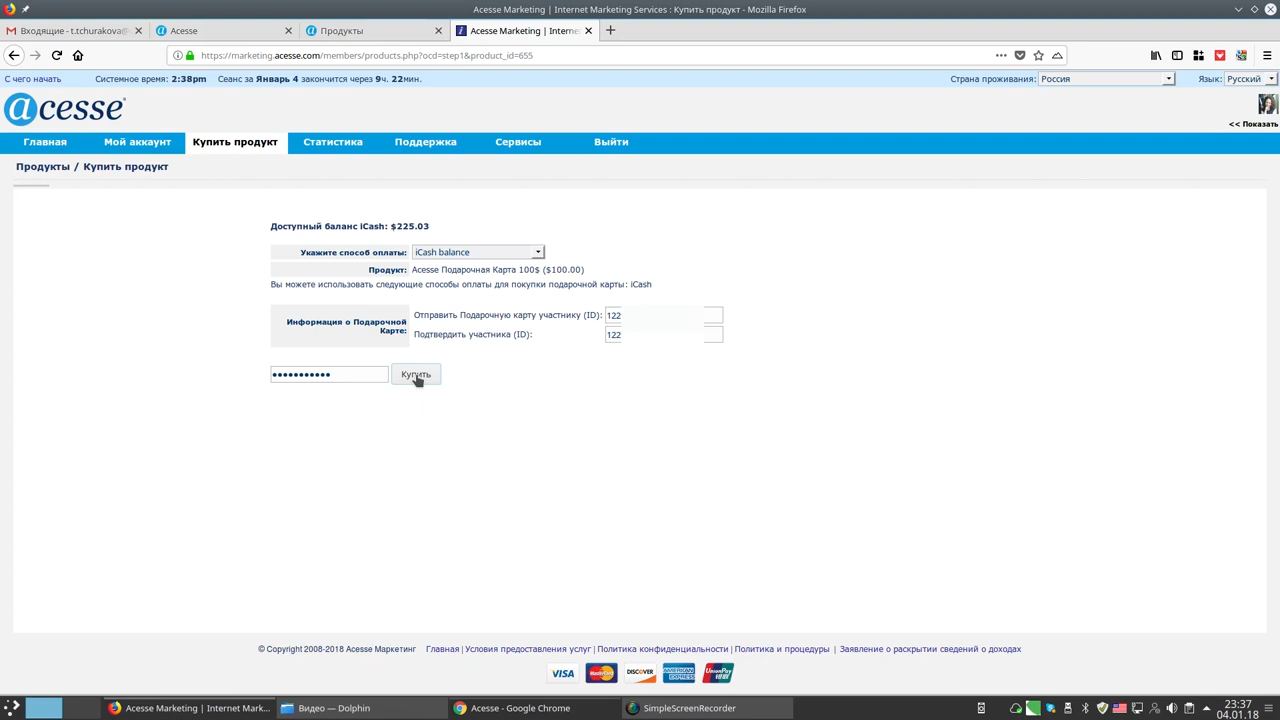 Acesse Marketing | Internet Marketing Services : Купить продукт - Mozilla Firefox
Входящие - t.tchurakova@
Acesse
Продукты
Acesse Marketing | Interne
https://marketing.acesse.com/members/products.php?ocd=step1&product_id=655
С чего начать Системное время: 2:38pm Сеанс за Январь 4 закончится через 9ч. 22мин. Страна проживания: Россия Язык: Русский
@cesse
<< Показать
Главная Мой аккаунт Купить продукт Статистика Поддержка Сервисы Выйти
Продукты / Купить продукт
Доступный баланс iCash: $225.03
Укажите способ оплаты: iCash balance
Продукт: Acesse Подарочная Карта 100$ ($100.00)
Вы можете использовать следующие способы оплаты для покупки подарочной карты: iCash
Информация о Подарочной Карте:
Отправить Подарочную карту участнику (ID): 122
Подтвердить участника (ID): 122
••••••••••• Купить
© Copyright 2008-2018 Acesse Маркетинг Главная | Условия предоставления услуг | Политика конфиденциальности | Политика и процедуры | Заявление о раскрытии сведений о доходах
VISA MasterCard DISCOVER AMERICAN EXPRESS UnionPay
Acesse Marketing | Internet Mark...
Видео — Dolphin
Acesse - Google Chrome
SimpleScreenRecorder
23:37
04.01.18